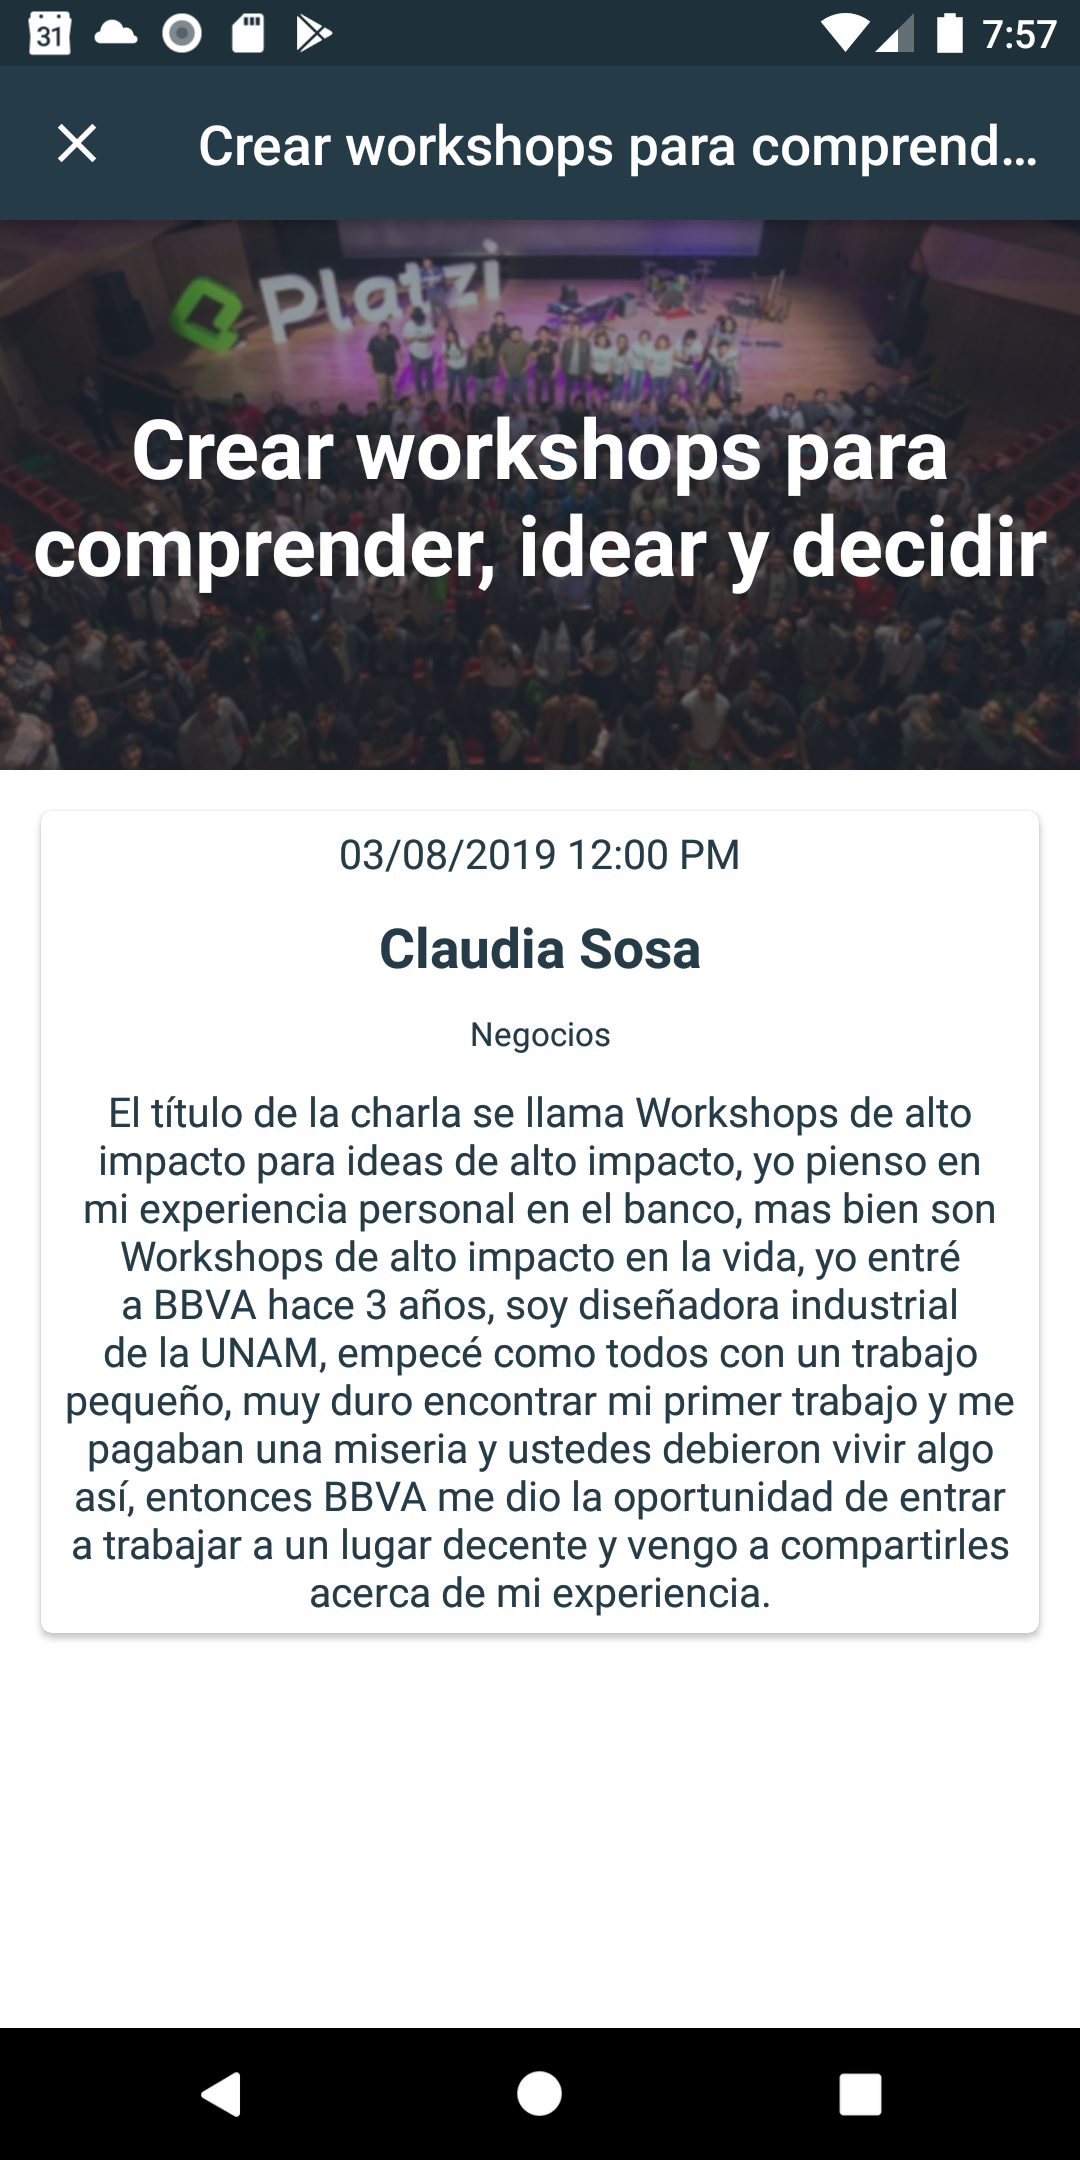 31
7:57
Crear workshops para comprend...
Platzi
Crear workshops para
comprender, idear y decidir
03/08/2019 12:00 PM
Claudia Sosa
Negocios
El título de la charla se llama Workshops de alto
impacto para ideas de alto impacto, yo pienso en
mi experiencia personal en el banco, mas bien son
Workshops de alto impacto en la vida, yo entré
a BBVA hace 3 años, soy diseñadora industrial
de la UNAM, empecé como todos con un trabajo
pequeño, muy duro encontrar mi primer trabajo y me
pagaban una miseria y ustedes debieron vivir algo
así, entonces BBVA me dio la oportunidad de entrar
a trabajar a un lugar decente y vengo a compartirles
acerca de mi experiencia.